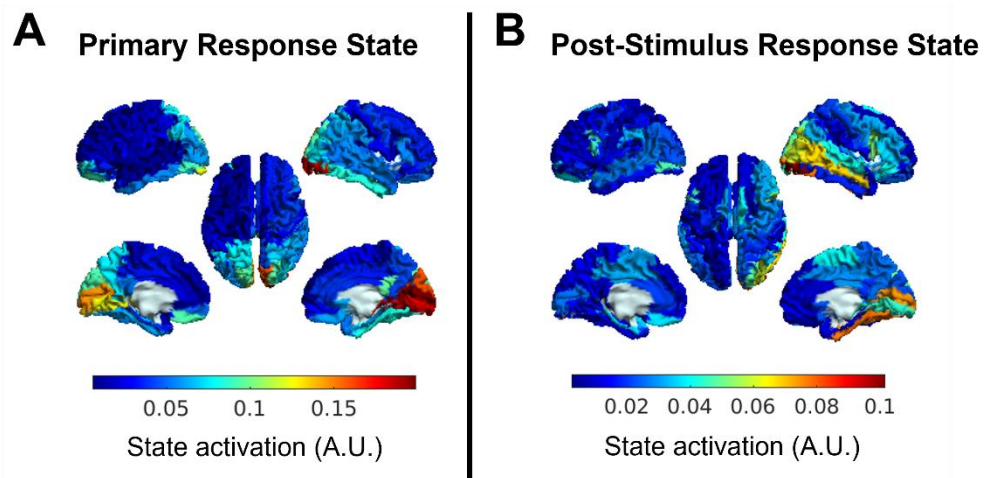 A
Primary Response State
0.05 0.1 0.15
State activation (A.U.)
B
Post-Stimulus Response State
0.02 0.04 0.06 0.08 0.1
State activation (A.U.)